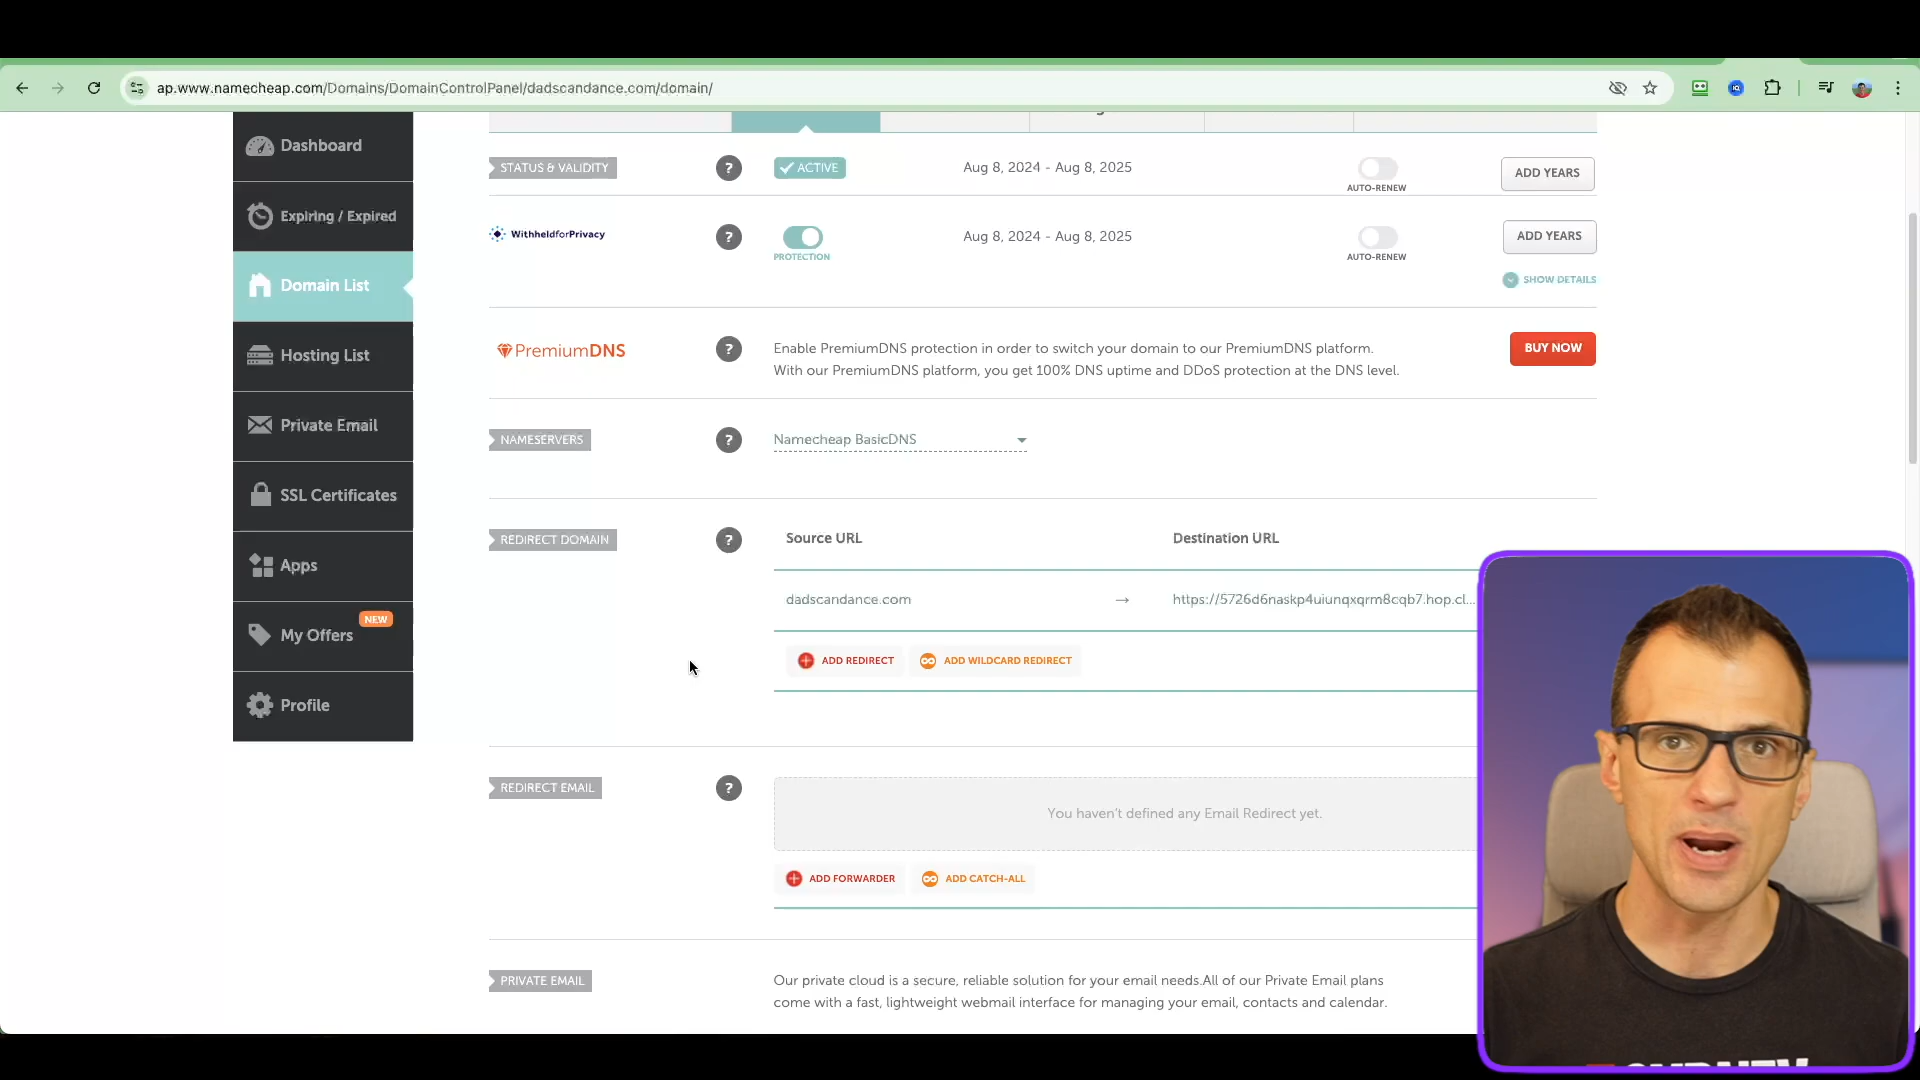 ap.www.namecheap.com/Domains/DomainControlPanel/dadscandance.com/domain/
Dashboard
Expiring / Expired
Domain List
Hosting List
Private Email
SSL Certificates
Apps
NEW
My Offers
Profile
STATUS & VALIDITY
?
ACTIVE
Aug 8, 2024 - Aug 8, 2025
AUTO-RENEW
ADD YEARS
WithheldforPrivacy
?
PROTECTION
Aug 8, 2024 - Aug 8, 2025
AUTO-RENEW
ADD YEARS
SHOW DETAILS
PremiumDNS
?
Enable PremiumDNS protection in order to switch your domain to our PremiumDNS platform.
With our PremiumDNS platform, you get 100% DNS uptime and DDoS protection at the DNS level.
BUY NOW
NAMESERVERS
?
Namecheap BasicDNS
REDIRECT DOMAIN
?
Source URL
Destination URL
dadscandance.com
→
https://5726d6naskp4uiunqxqrm8cqb7.hop.cl...
ADD REDIRECT
ADD WILDCARD REDIRECT
REDIRECT EMAIL
?
You haven't defined any Email Redirect yet.
ADD FORWARDER
ADD CATCH-ALL
PRIVATE EMAIL
Our private cloud is a secure, reliable solution for your email needs.All of our Private Email plans
come with a fast, lightweight webmail interface for managing your email, contacts and calendar.